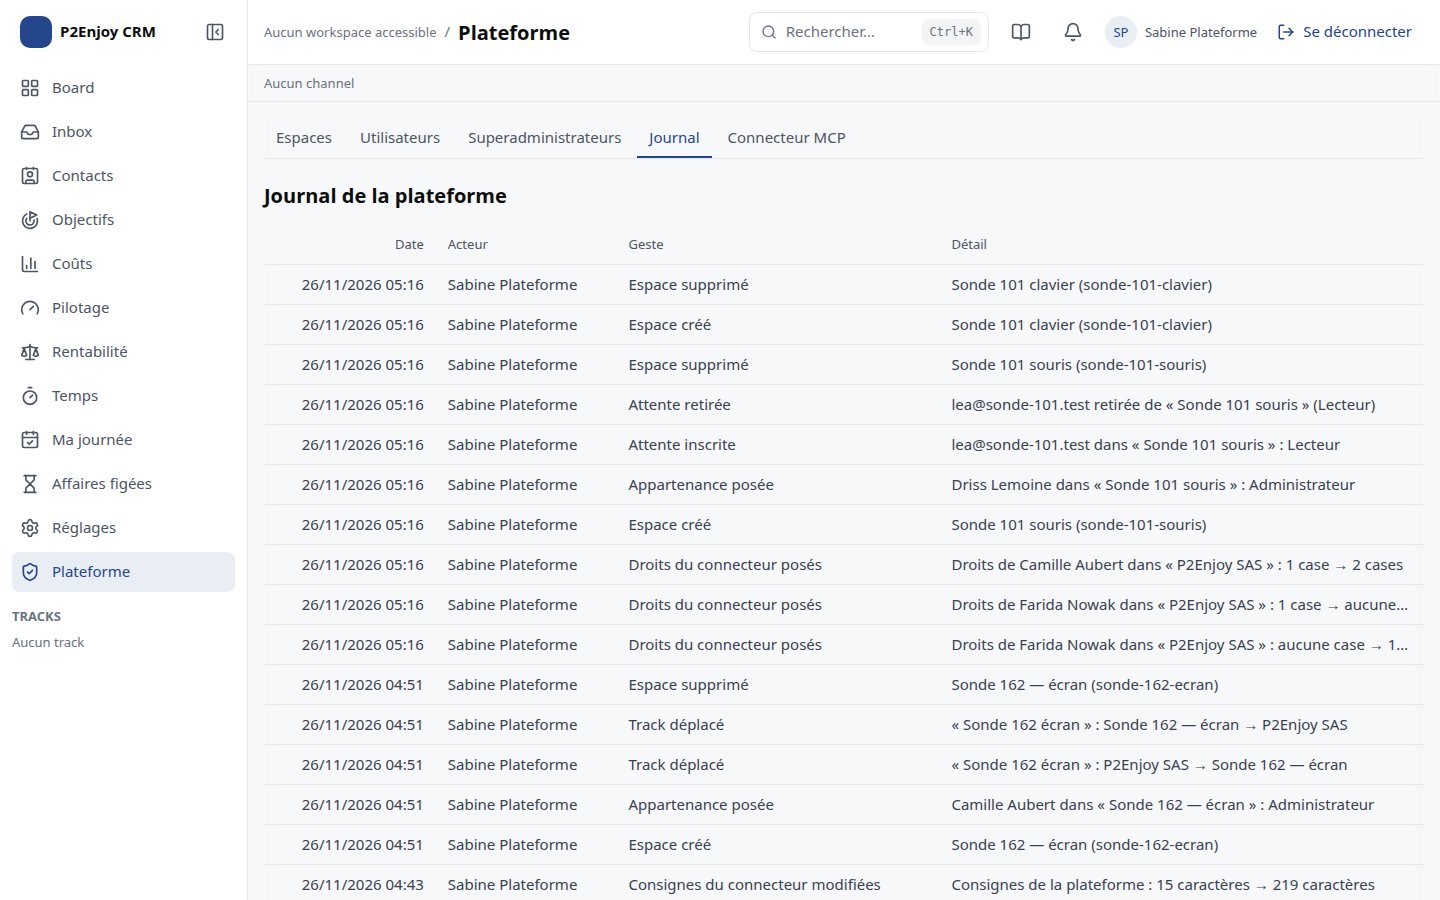 P2Enjoy CRM
Board
Inbox
Contacts
Objectifs
Coûts
Pilotage
Rentabilité
Temps
Ma journée
Affaires figées
Réglages
Plateforme
TRACKS
Aucun track
Aucun workspace accessible / Plateforme
Rechercher... Ctrl+K
SP Sabine Plateforme
Se déconnecter
Aucun channel
Espaces Utilisateurs Superadministrateurs Journal Connecteur MCP
Journal de la plateforme
Date Acteur Geste Détail
26/11/2026 05:16 Sabine Plateforme Espace supprimé Sonde 101 clavier (sonde-101-clavier)
26/11/2026 05:16 Sabine Plateforme Espace créé Sonde 101 clavier (sonde-101-clavier)
26/11/2026 05:16 Sabine Plateforme Espace supprimé Sonde 101 souris (sonde-101-souris)
26/11/2026 05:16 Sabine Plateforme Attente retirée lea@sonde-101.test retirée de « Sonde 101 souris » (Lecteur)
26/11/2026 05:16 Sabine Plateforme Attente inscrite lea@sonde-101.test dans « Sonde 101 souris » : Lecteur
26/11/2026 05:16 Sabine Plateforme Appartenance posée Driss Lemoine dans « Sonde 101 souris » : Administrateur
26/11/2026 05:16 Sabine Plateforme Espace créé Sonde 101 souris (sonde-101-souris)
26/11/2026 05:16 Sabine Plateforme Droits du connecteur posés Droits de Camille Aubert dans « P2Enjoy SAS » : 1 case → 2 cases
26/11/2026 05:16 Sabine Plateforme Droits du connecteur posés Droits de Farida Nowak dans « P2Enjoy SAS » : 1 case → aucune...
26/11/2026 05:16 Sabine Plateforme Droits du connecteur posés Droits de Farida Nowak dans « P2Enjoy SAS » : aucune case → 1...
26/11/2026 04:51 Sabine Plateforme Espace supprimé Sonde 162 — écran (sonde-162-ecran)
26/11/2026 04:51 Sabine Plateforme Track déplacé « Sonde 162 écran » : Sonde 162 — écran → P2Enjoy SAS
26/11/2026 04:51 Sabine Plateforme Track déplacé « Sonde 162 écran » : P2Enjoy SAS → Sonde 162 — écran
26/11/2026 04:51 Sabine Plateforme Appartenance posée Camille Aubert dans « Sonde 162 — écran » : Administrateur
26/11/2026 04:51 Sabine Plateforme Espace créé Sonde 162 — écran (sonde-162-ecran)
26/11/2026 04:43 Sabine Plateforme Consignes du connecteur modifiées Consignes de la plateforme : 15 caractères → 219 caractères